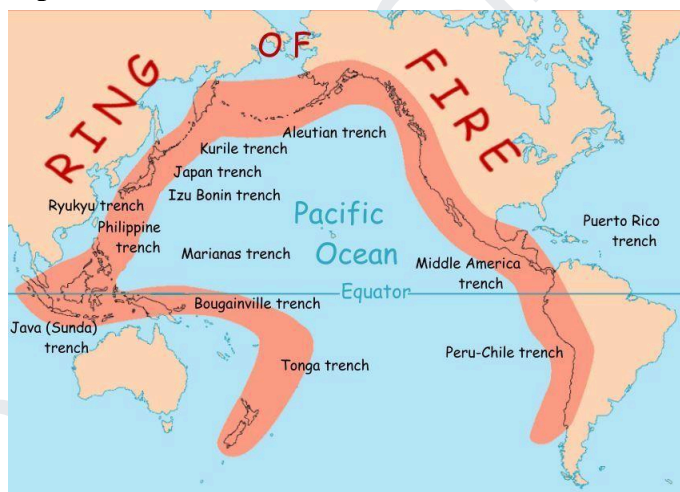 RING OF FIRE
Aleutian trench
Kurile trench
Japan trench
Izu Bonin trench
Ryukyu trench
Philippine
trench
Marianas trench
Pacific
Ocean
Equator
Puerto Rico
trench
Middle America
trench
Bougainville trench
Java (Sunda)
trench
Tonga trench
Peru-Chile trench